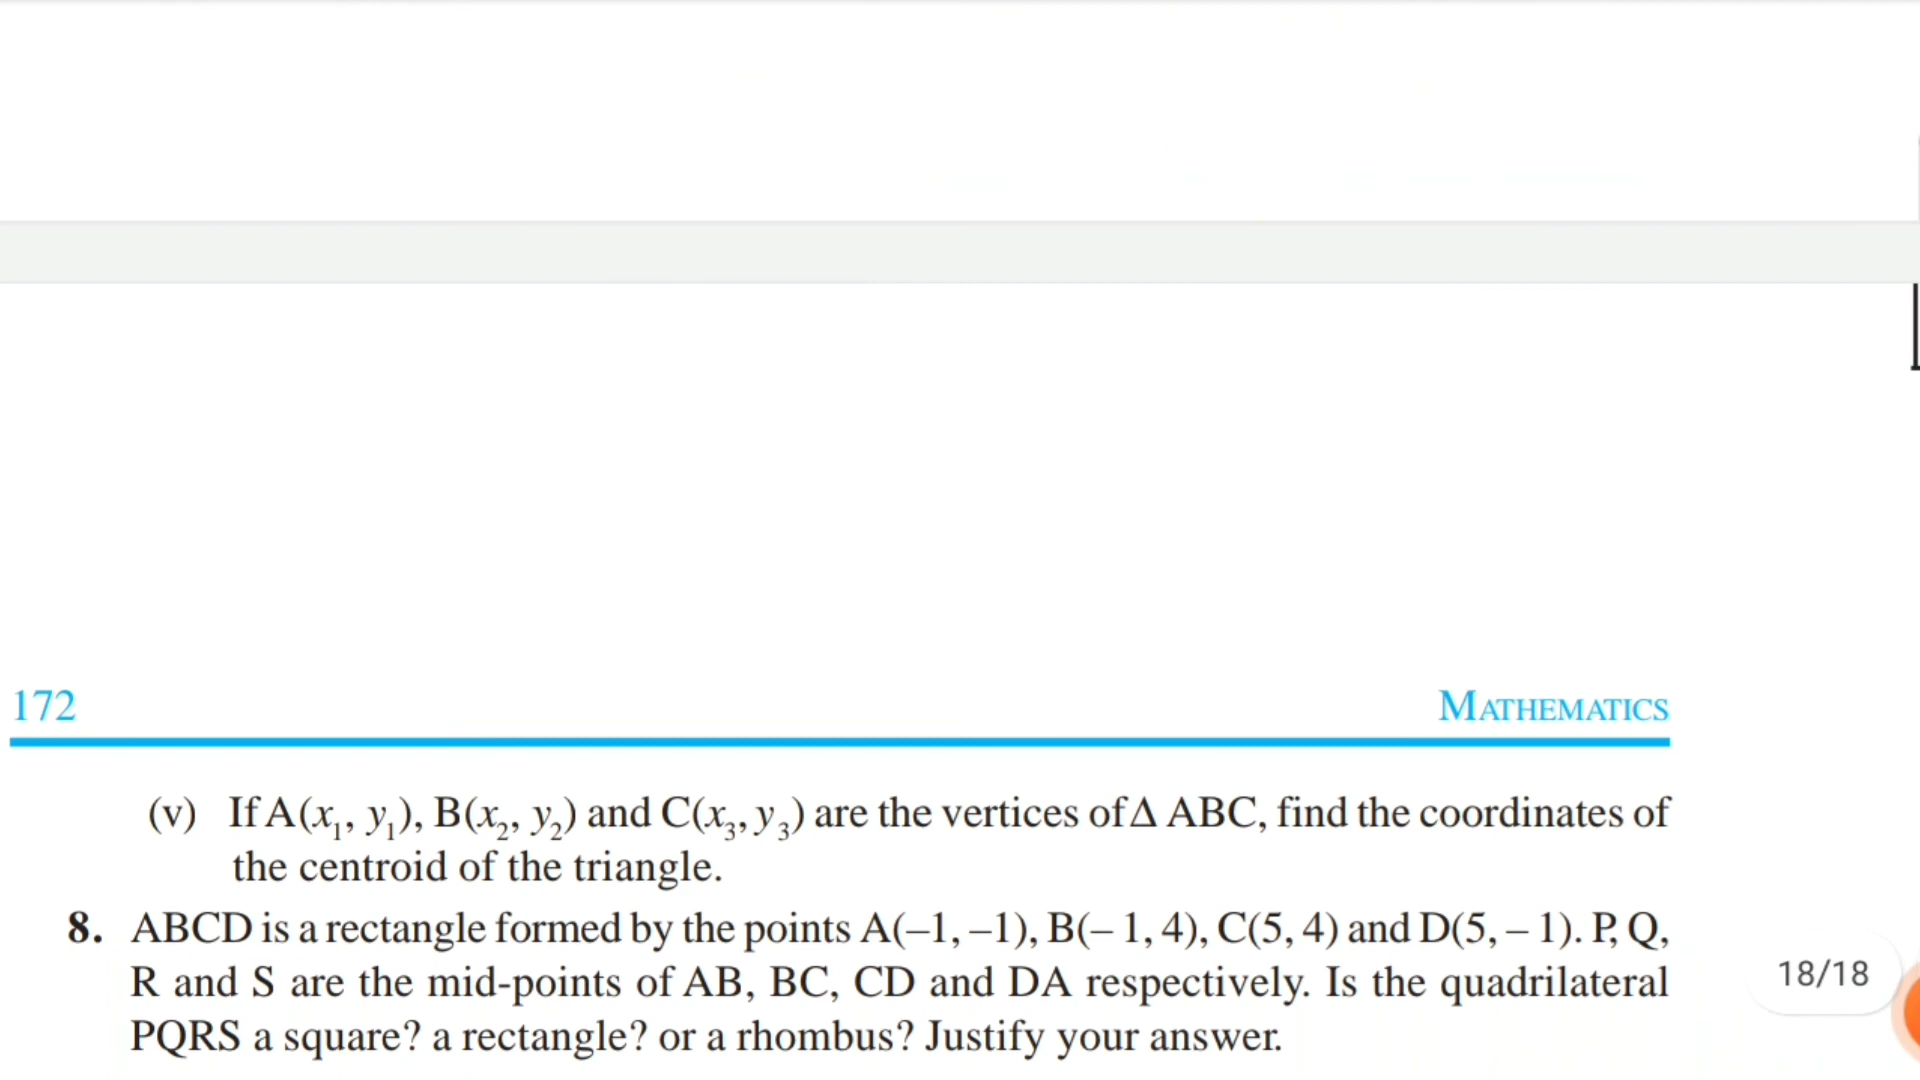 172 MATHEMATICS
(v) If A(x₁, y₁), B(x₂, y₂) and C(x₃, y₃) are the vertices of Δ ABC, find the coordinates of
the centroid of the triangle.
8. ABCD is a rectangle formed by the points A(–1, –1), B(– 1, 4), C(5, 4) and D(5, – 1). P, Q,
R and S are the mid-points of AB, BC, CD and DA respectively. Is the quadrilateral
PQRS a square? a rectangle? or a rhombus? Justify your answer.
18/18